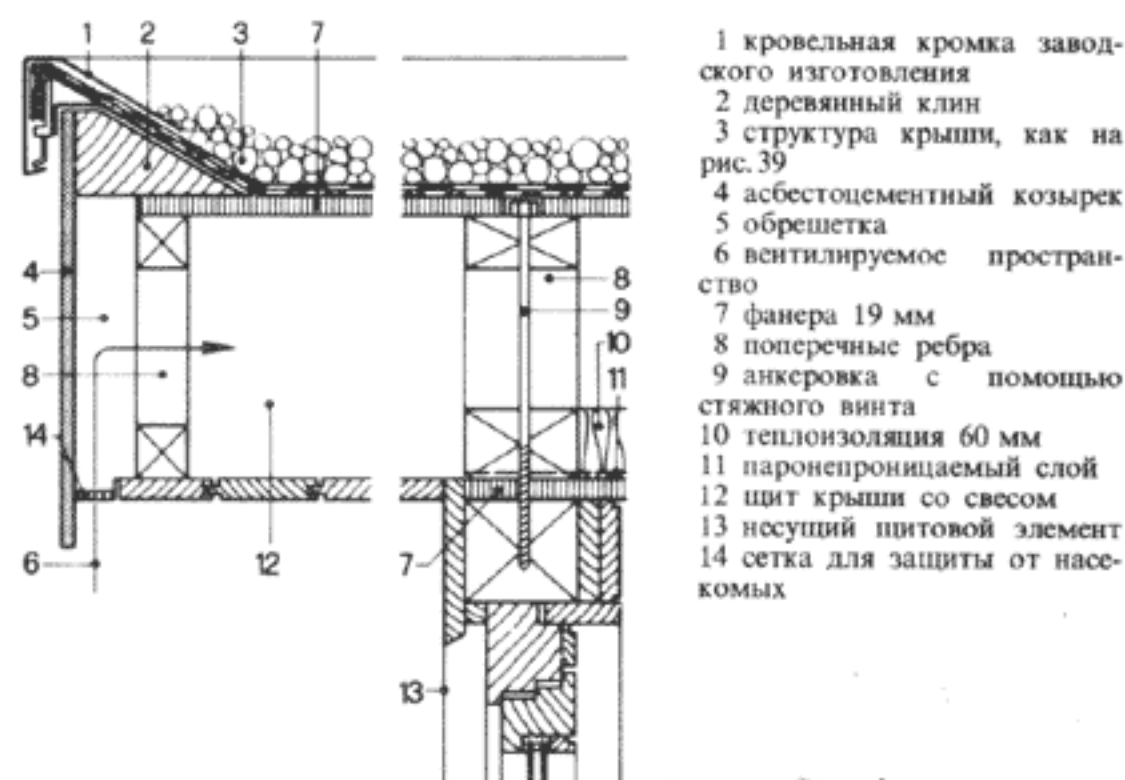 1 2 3 7
4
5
8
14
6
12
8
9
10
11
7
13
1 кровельная кромка завод-
ского изготовления
2 деревянный клин
3 структура крыши, как на
рис. 39
4 асбестоцементный козырек
5 обрешетка
6 вентилируемое простран-
ство
7 фанера 19 мм
8 поперечные ребра
9 анкеровка с помощью
стяжного винта
10 теплоизоляция 60 мм
11 паронепроницаемый слой
12 щит крыши со свесом
13 несущий щитовой элемент
14 сетка для защиты от насе-
комых